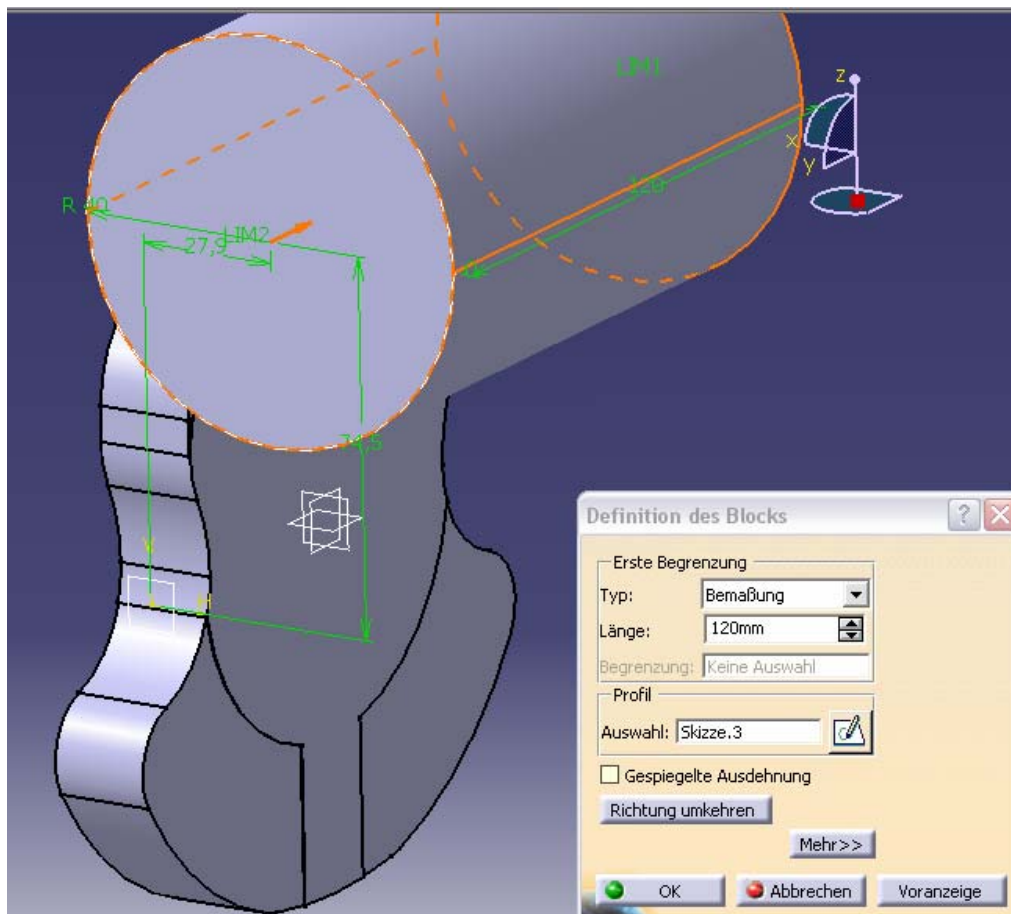 LIM1
z
x
y
120
R 40
LIM2
27,9
74,5
V
H
Definition des Blocks
?
Erste Begrenzung
Typ: Bemaßung
Länge: 120mm
Begrenzung: Keine Auswahl
Profil
Auswahl: Skizze.3
Gespiegelte Ausdehnung
Richtung umkehren
Mehr>>
OK Abbrechen Voranzeige